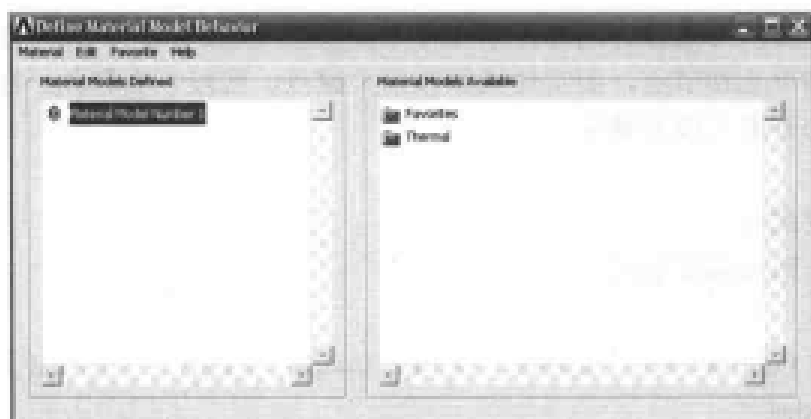 Define Material Model Behavior
Material Edit Favorite Help
Material Models Defined
Material Models Available
Material Model Number 1
Favorites
Thermal